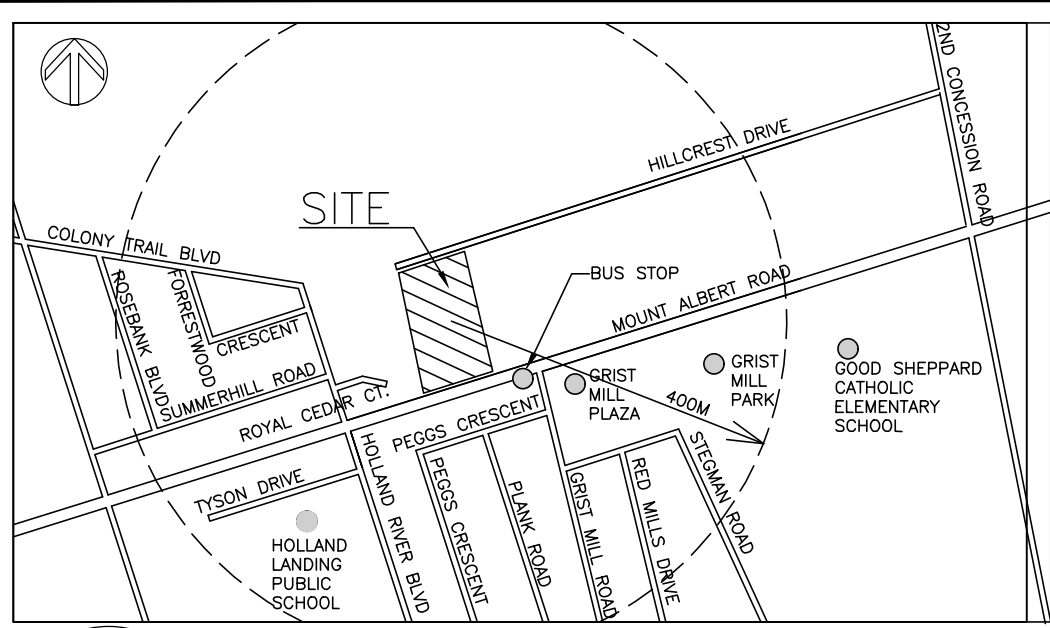 2ND CONCESSION ROAD
HILLCREST DRIVE
SITE
COLONY TRAIL BLVD
BUS STOP
MOUNT ALBERT ROAD
ROSEBANK BLVD
FORRESTWOOD
CRESCENT
SUMMERHILL ROAD
ROYAL CEDAR CT.
GRIST
MILL
PLAZA
GRIST
MILL
PARK
GOOD SHEPPARD
CATHOLIC
ELEMENTARY
SCHOOL
400M
PEGGS CRESCENT
TYSON DRIVE
HOLLAND RIVER BLVD
PEGGS CRESCENT
PLANK ROAD
GRIST MILL ROAD
RED MILLS DRIVE
STEGMAN ROAD
HOLLAND
LANDING
PUBLIC
SCHOOL